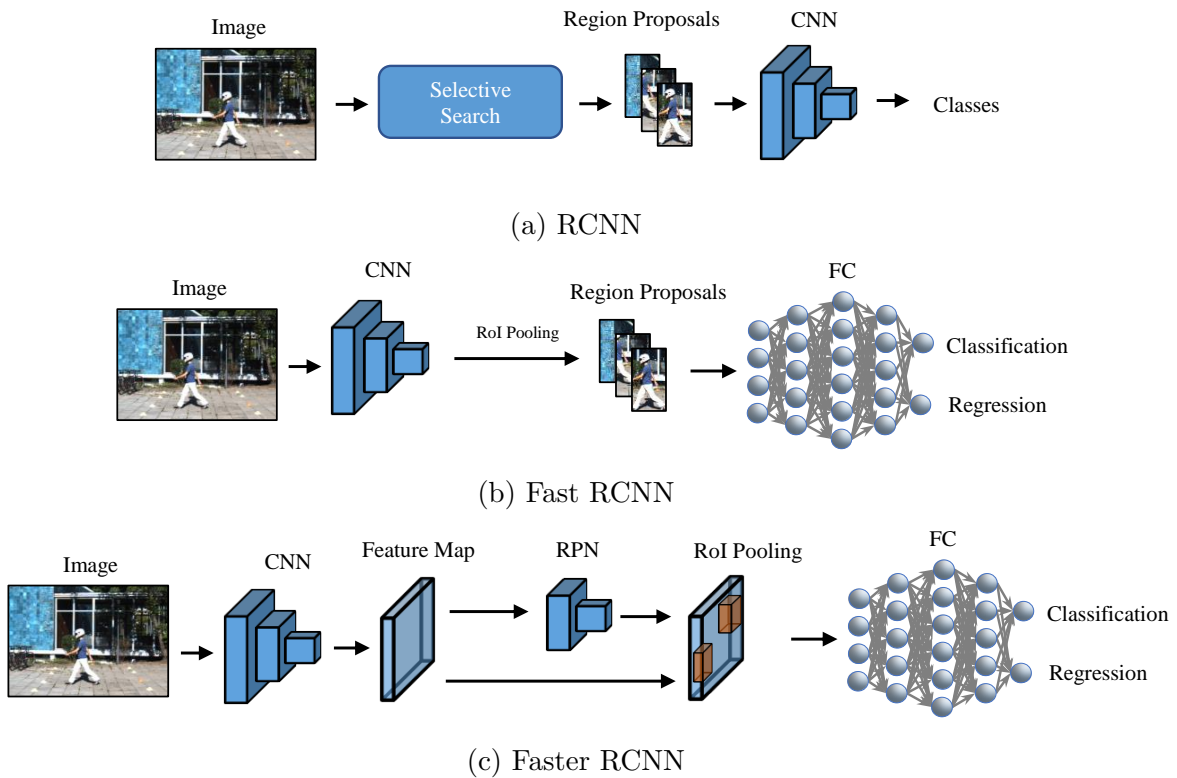 Image
Region Proposals
CNN
Selective
Search
Classes
(a) RCNN
Image
CNN
RoI Pooling
Region Proposals
FC
Classification
Regression
(b) Fast RCNN
Image
CNN
Feature Map
RPN
RoI Pooling
FC
Classification
Regression
(c) Faster RCNN